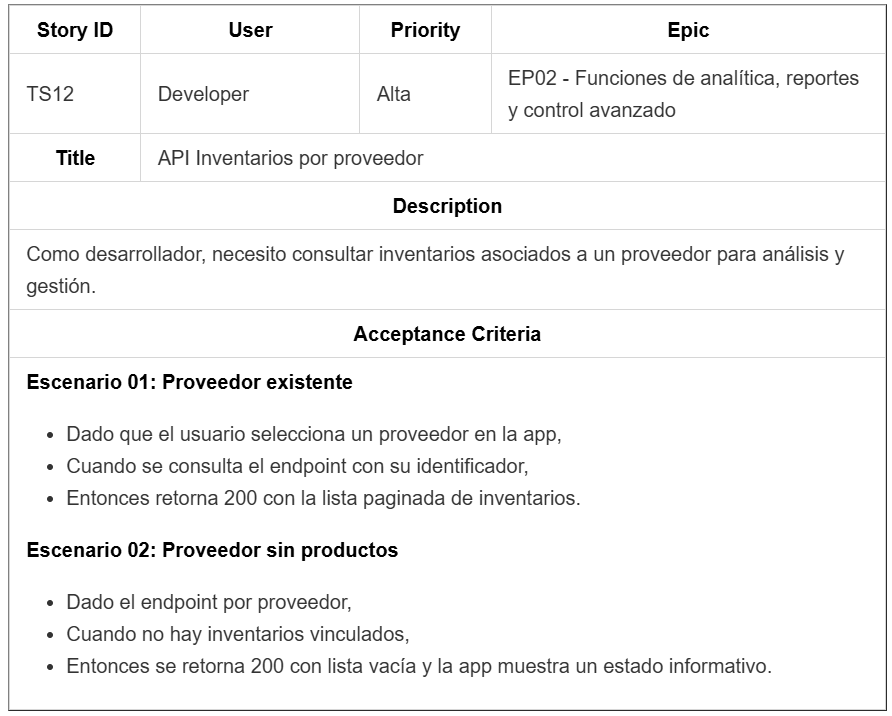 Story ID User Priority Epic
TS12 Developer Alta EP02 - Funciones de analítica, reportes
y control avanzado
Title API Inventarios por proveedor
Description
Como desarrollador, necesito consultar inventarios asociados a un proveedor para análisis y
gestión.
Acceptance Criteria
Escenario 01: Proveedor existente
• Dado que el usuario selecciona un proveedor en la app,
• Cuando se consulta el endpoint con su identificador,
• Entonces retorna 200 con la lista paginada de inventarios.
Escenario 02: Proveedor sin productos
• Dado el endpoint por proveedor,
• Cuando no hay inventarios vinculados,
• Entonces se retorna 200 con lista vacía y la app muestra un estado informativo.